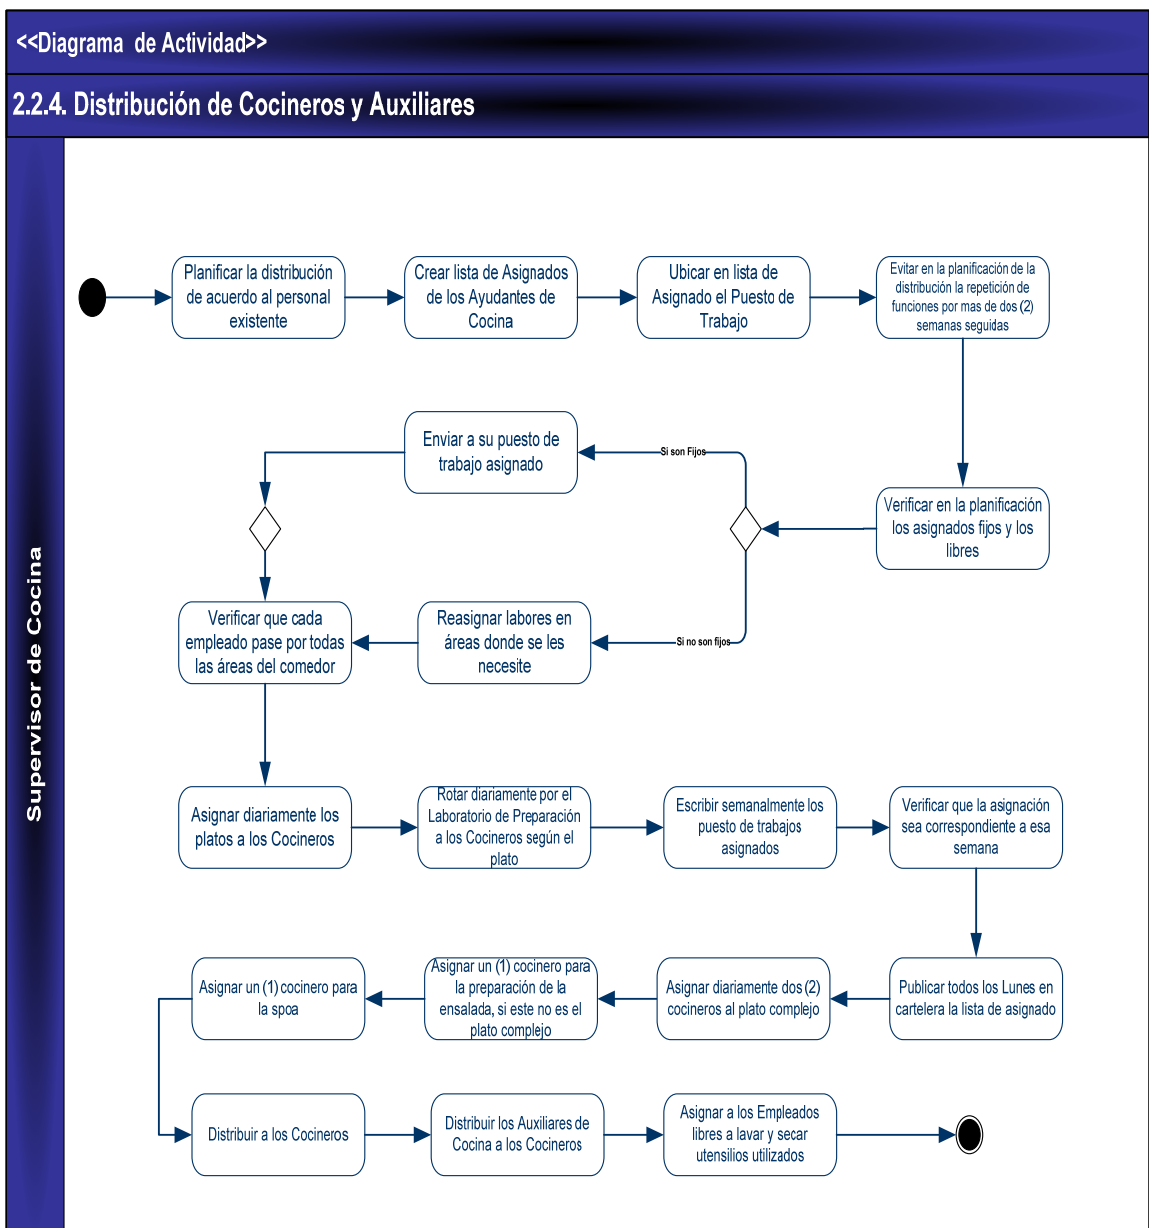 <<Diagrama de Actividad>>
2.2.4. Distribución de Cocineros y Auxiliares
Supervisor de Cocina
Planificar la distribución
de acuerdo al personal
existente
Crear lista de Asignados
de los Ayudantes de
Cocina
Ubicar en lista de
Asignado el Puesto de
Trabajo
Evitar en la planificación de la
distribución la repetición de
funciones por mas de dos (2)
semanas seguidas
Verificar en la planificación
los asignados fijos y los
libres
Si son Fijos
Enviar a su puesto de
trabajo asignado
Si no son fijos
Reasignar labores en
áreas donde se les
necesite
Verificar que cada
empleado pase por todas
las áreas del comedor
Asignar diariamente los
platos a los Cocineros
Rotar diariamente por el
Laboratorio de Preparación
a los Cocineros según el
plato
Escribir semanalmente los
puesto de trabajos
asignados
Verificar que la asignación
sea correspondiente a esa
semana
Publicar todos los Lunes en
cartelera la lista de asignado
Asignar diariamente dos (2)
cocineros al plato complejo
Asignar un (1) cocinero para
la preparación de la
ensalada, si este no es el
plato complejo
Asignar un (1) cocinero para
la spoa
Distribuir a los Cocineros
Distribuir los Auxiliares de
Cocina a los Cocineros
Asignar a los Empleados
libres a lavar y secar
utensilios utilizados